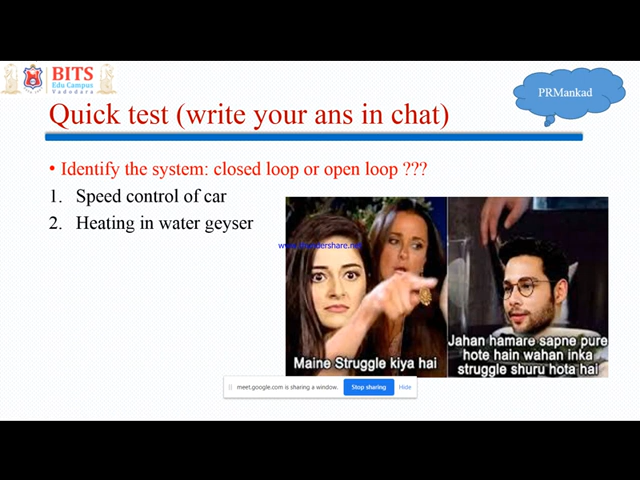 BITS
Edu Campus
Vadodara
PRMankad
Quick test (write your ans in chat)
• Identify the system: closed loop or open loop ???
1. Speed control of car
2. Heating in water geyser
Maine Struggle kiya hai
Jahan hamare sapne pure
hote hain wahan inka
struggle shuru hota hai
meet.google.com is sharing a window.
Stop sharing
Hide